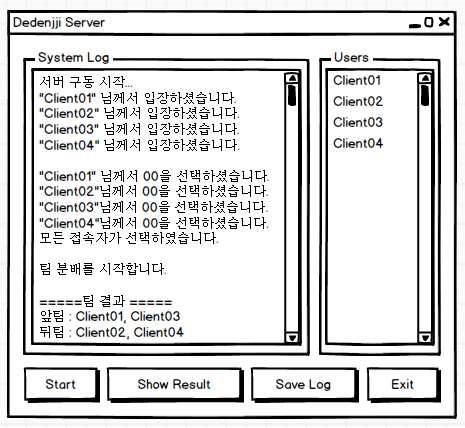 Dedenjji Server
System Log
서버 구동 시작...
"Client01" 님께서 입장하셨습니다.
"Client02" 님께서 입장하셨습니다.
"Client03" 님께서 입장하셨습니다.
"Client04" 님께서 입장하셨습니다.
"Client01" 님께서 00을 선택하셨습니다.
"Client02"님께서 00을 선택하셨습니다.
"Client03"님께서 00을 선택하셨습니다.
"Client04"님께서 00을 선택하셨습니다.
모든 접속자가 선택하였습니다.
팀 분배를 시작합니다.
=====팀 결과 =====
앞팀 : Client01, Client03
뒤팀 : Client02, Client04
Users
Client01
Client02
Client03
Client04
Start
Show Result
Save Log
Exit